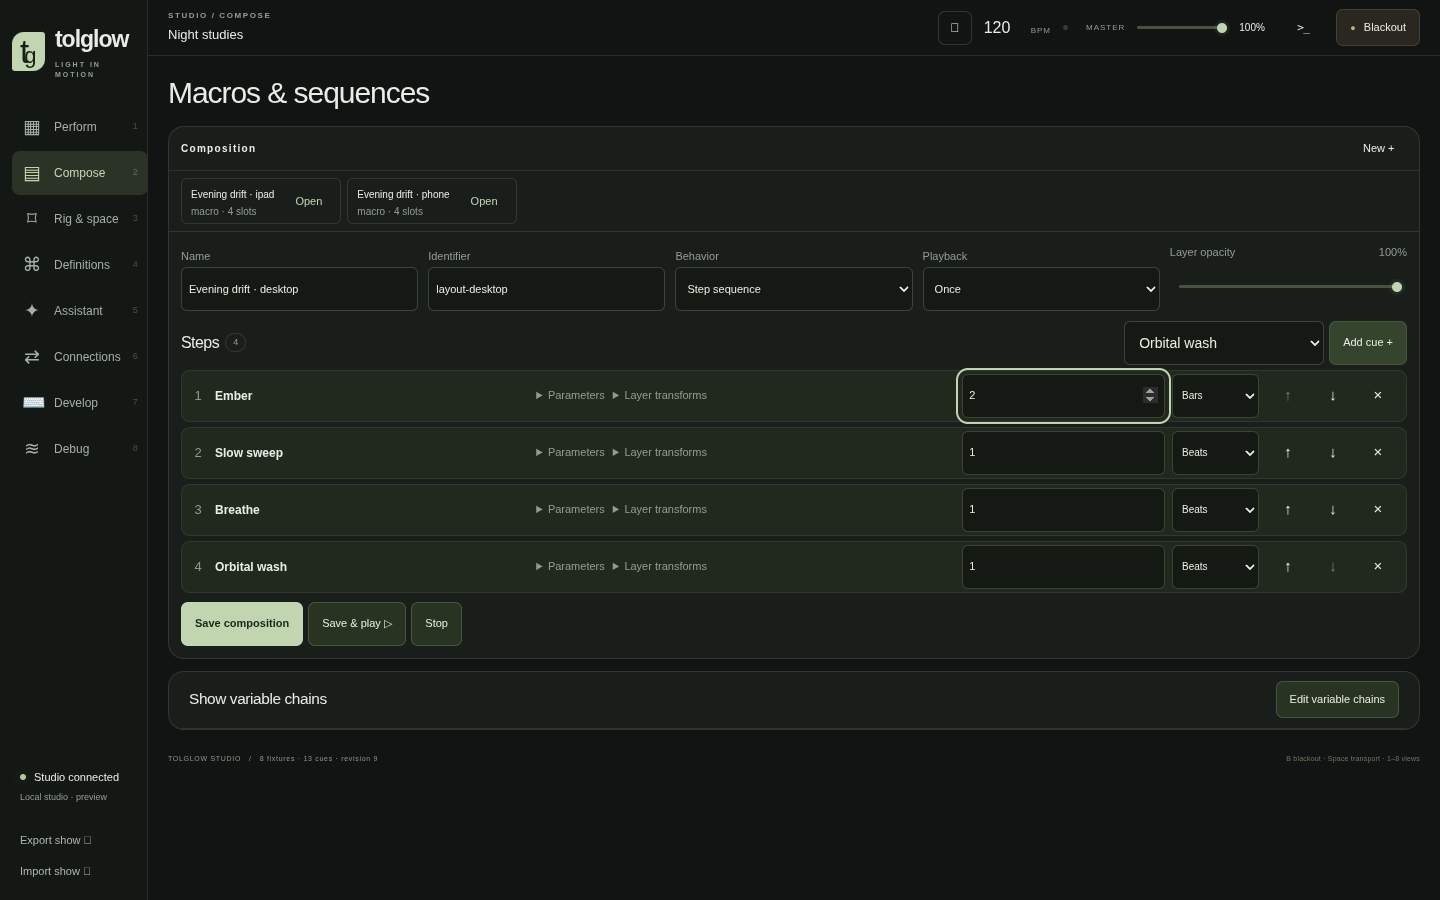 tg tolglow
LIGHT IN MOTION
Perform 1
Compose 2
Rig & space 3
Definitions 4
Assistant 5
Connections 6
Develop 7
Debug 8
Studio connected
Local studio · preview
Export show
Import show
STUDIO / COMPOSE
Night studies
120 BPM
MASTER 100%
>_
Blackout
Macros & sequences
Composition
New +
Evening drift · ipad
macro · 4 slots
Open
Evening drift · phone
macro · 4 slots
Open
Name
Evening drift · desktop
Identifier
layout-desktop
Behavior
Step sequence
Playback
Once
Layer opacity 100%
Steps 4
Orbital wash
Add cue +
1 Ember ▶ Parameters ▶ Layer transforms 2 Bars ↑ ↓ ×
2 Slow sweep ▶ Parameters ▶ Layer transforms 1 Beats ↑ ↓ ×
3 Breathe ▶ Parameters ▶ Layer transforms 1 Beats ↑ ↓ ×
4 Orbital wash ▶ Parameters ▶ Layer transforms 1 Beats ↑ ↓ ×
Save composition
Save & play ▷
Stop
Show variable chains
Edit variable chains
TOLGLOW STUDIO / 8 fixtures · 13 cues · revision 9
B blackout · Space transport · 1–8 views